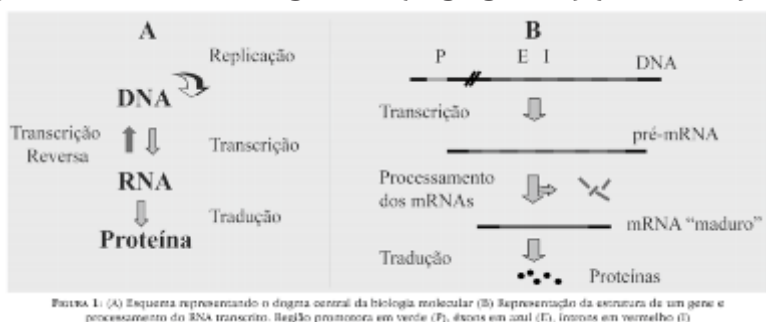 A
Replicação
DNA
Transcrição
Reversa
Transcrição
RNA
Tradução
Proteína
B
P E I
DNA
Transcrição
pré-mRNA
Processamento
dos mRNAs
mRNA “maduro”
Tradução
Proteínas
FIGURA 1: (A) Esquema representando o dogma central da biologia molecular (B) Representação da estrutura de um gene e
processamento do RNA transcrito. Região promotora em verde (P), éxons em azul (E), íntrons em vermelho (I)